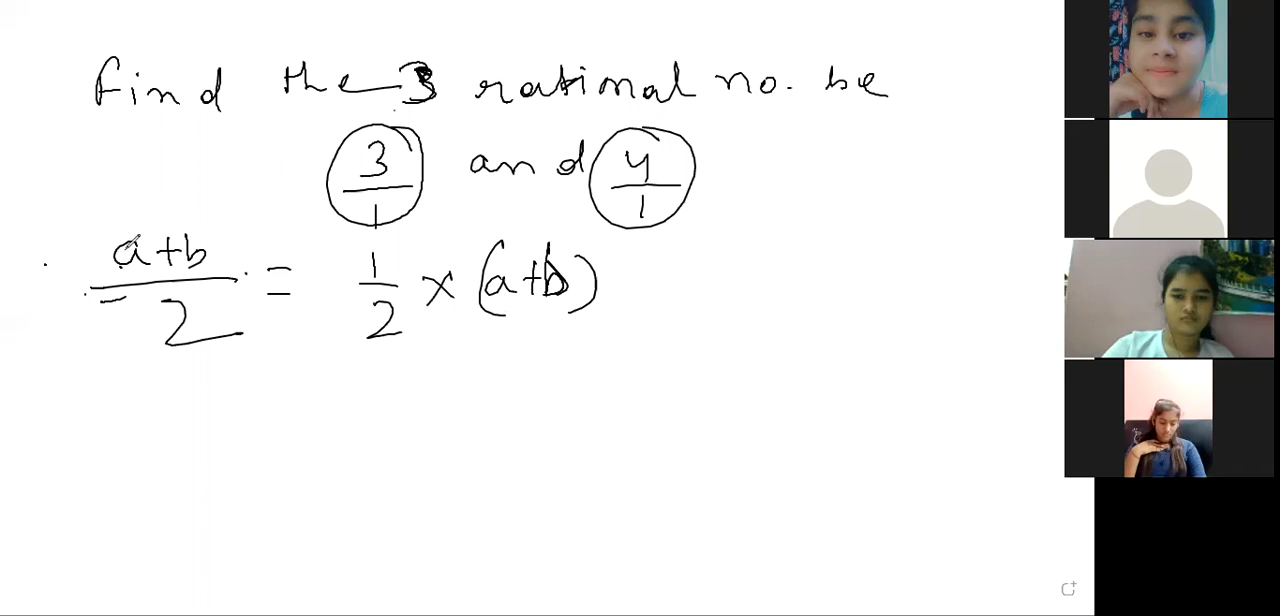 Find the 3 rational no. be
3/1 and 4/1
a+b/2 = 1/2 × (a+b)